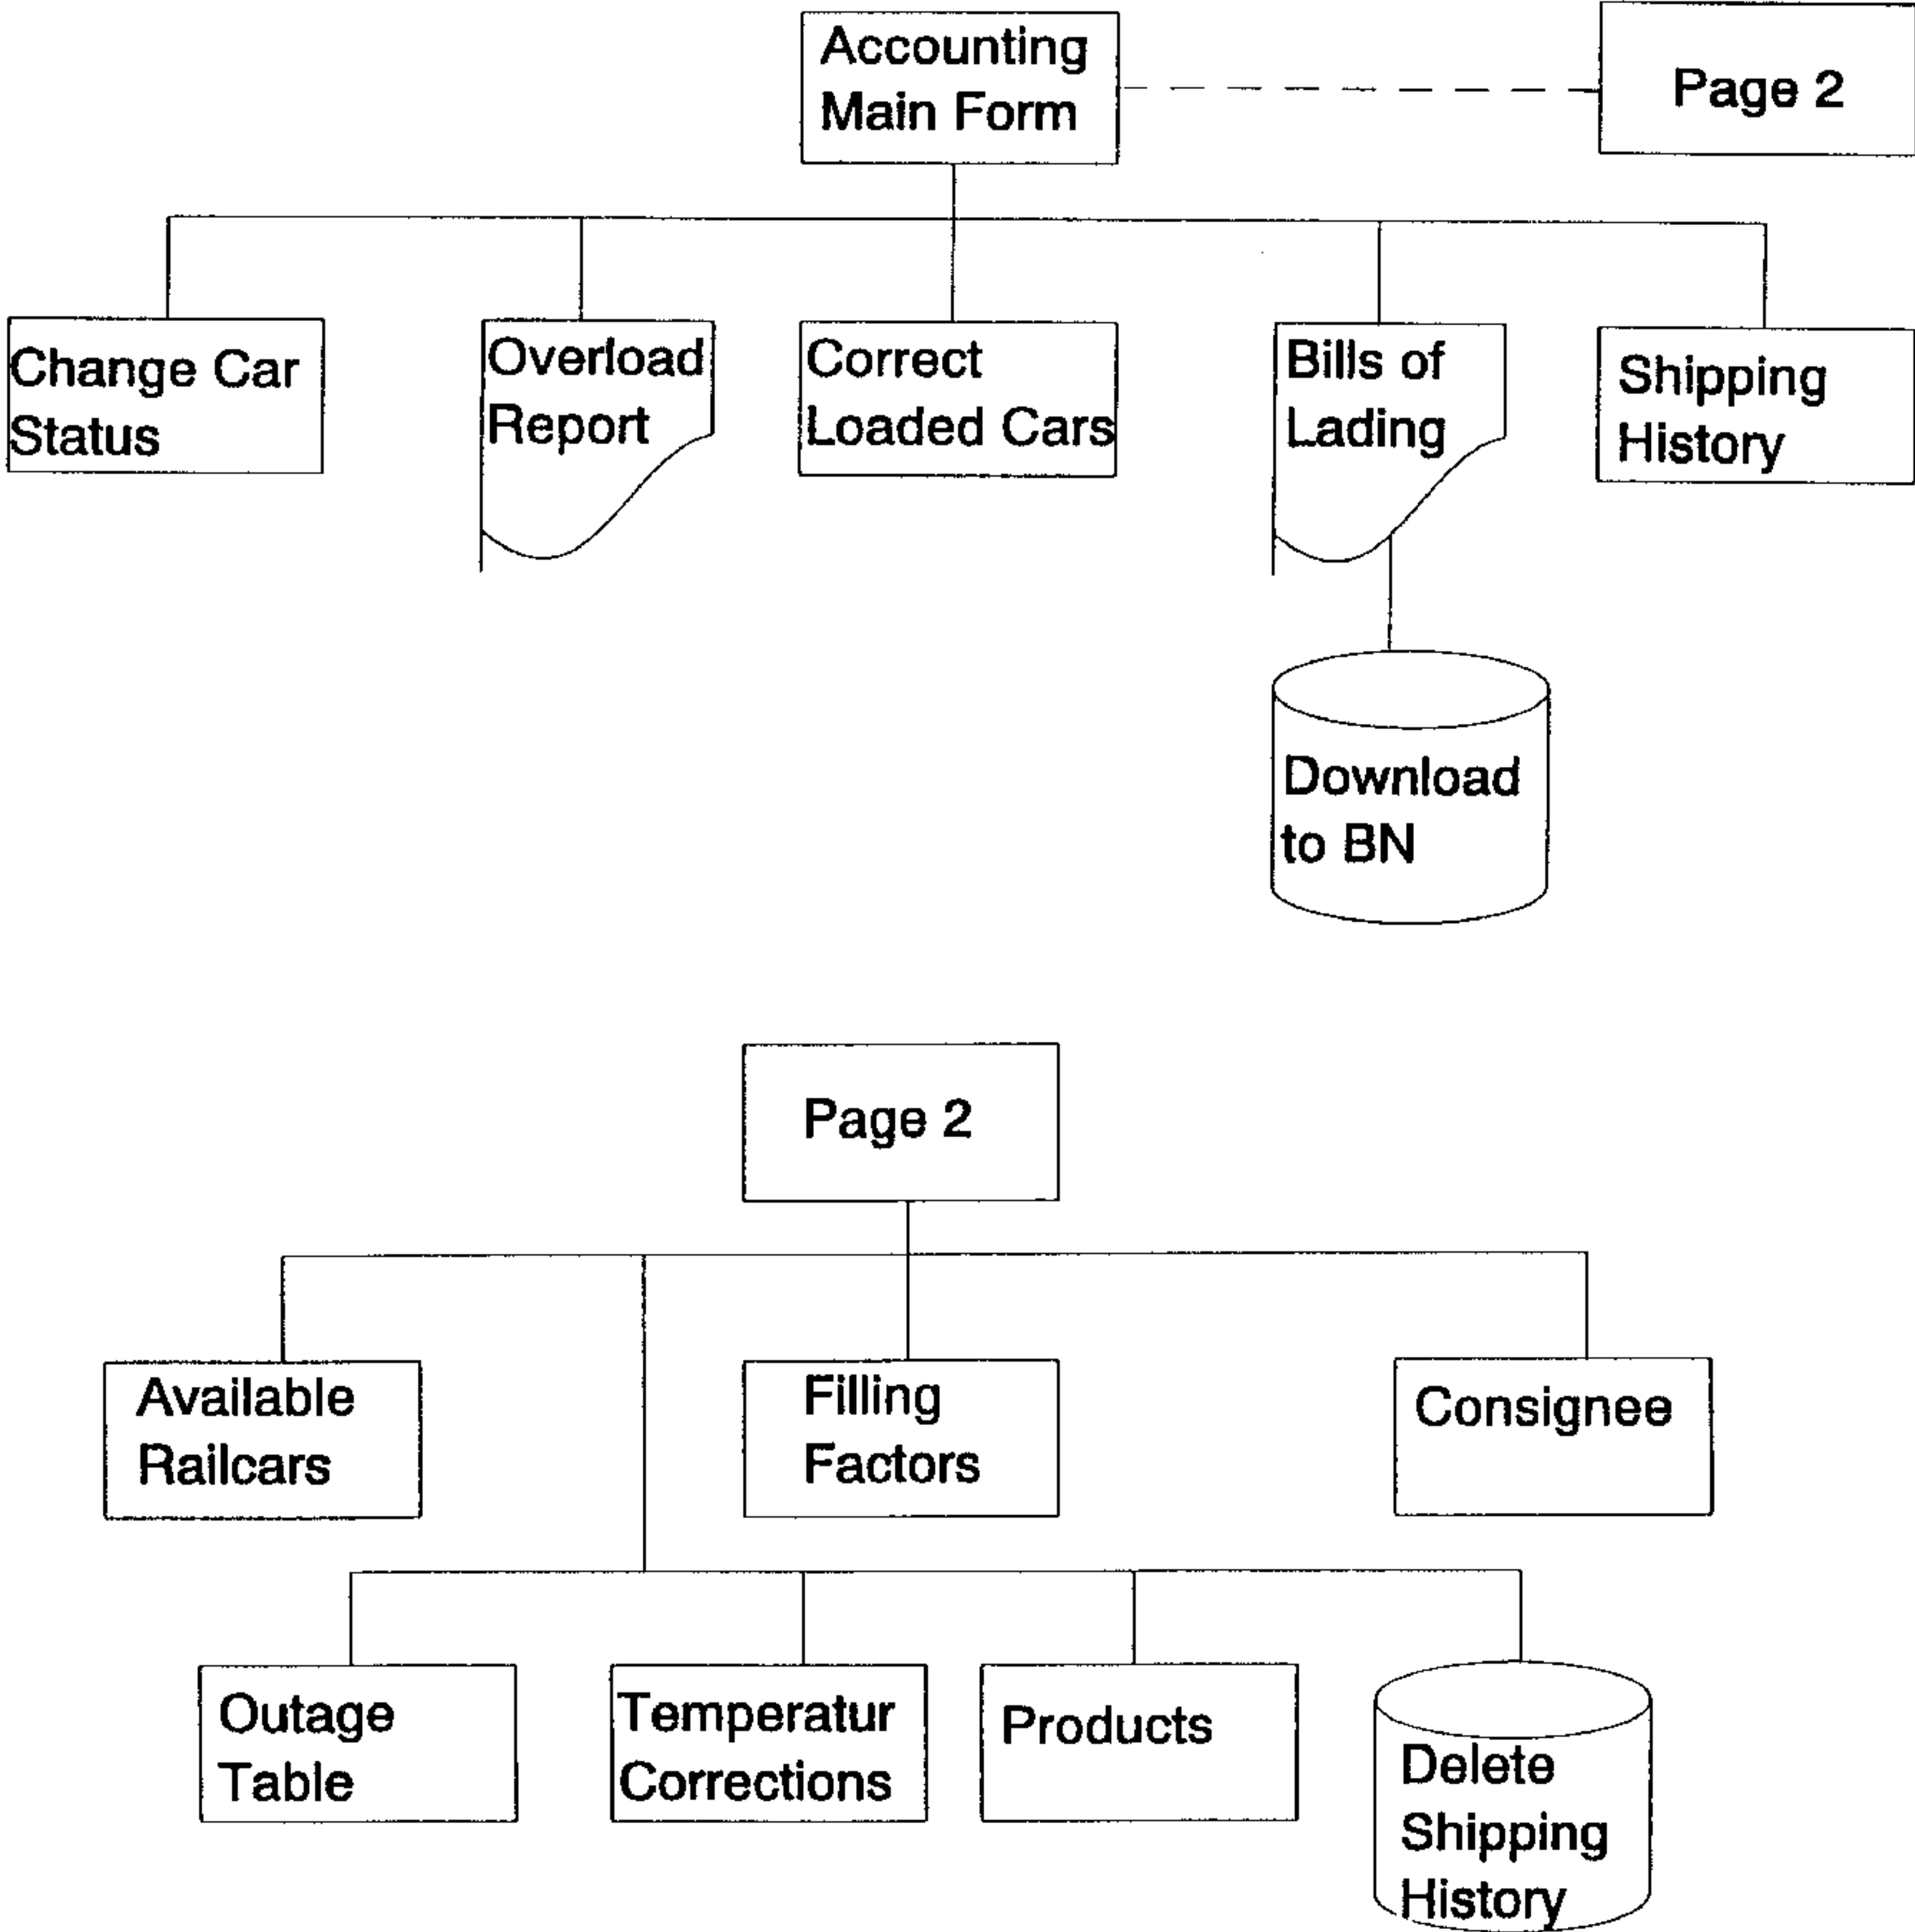 Accounting
Main Form
Page 2
Change Car
Status
Overload
Report
Correct
Loaded Cars
Bills of
Lading
Shipping
History
Download
to BN
Page 2
Available
Railcars
Filling
Factors
Consignee
Outage
Table
Temperatur
Corrections
Products
Delete
Shipping
History